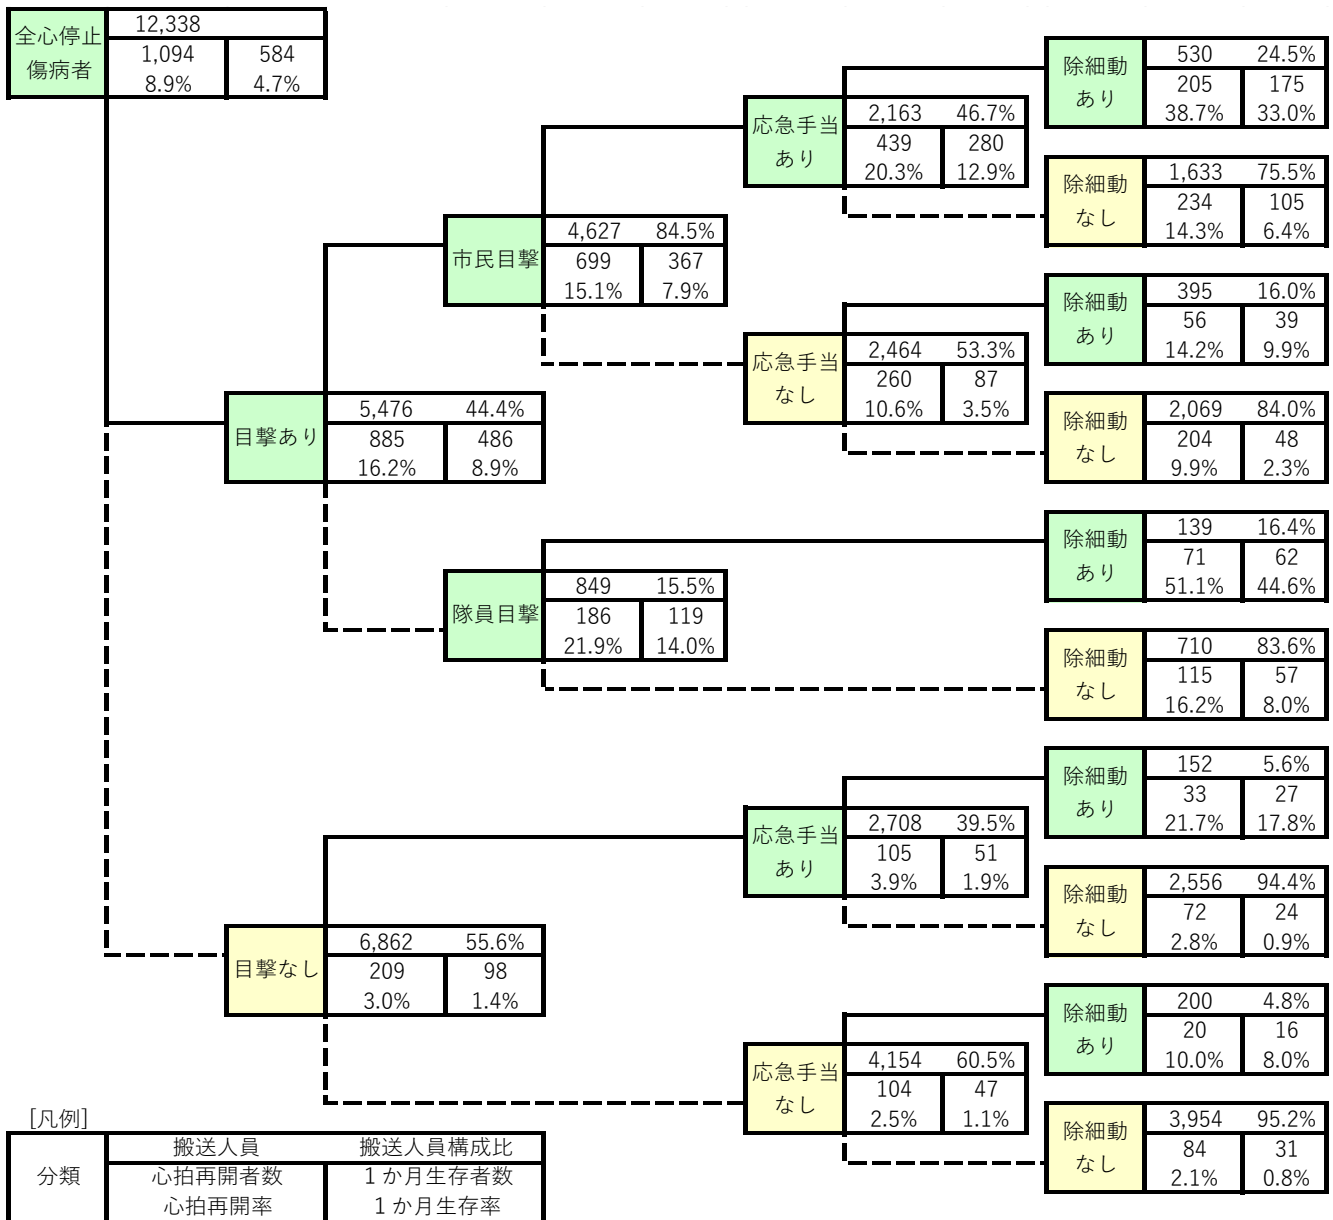 全心停止
傷病者
12,338
1,094 584
8.9% 4.7%
目撃あり
5,476 44.4%
885 486
16.2% 8.9%
市民目撃
4,627 84.5%
699 367
15.1% 7.9%
応急手当
あり
2,163 46.7%
439 280
20.3% 12.9%
除細動
あり
530 24.5%
205 175
38.7% 33.0%
除細動
なし
1,633 75.5%
234 105
14.3% 6.4%
応急手当
なし
2,464 53.3%
260 87
10.6% 3.5%
除細動
あり
395 16.0%
56 39
14.2% 9.9%
除細動
なし
2,069 84.0%
204 48
9.9% 2.3%
隊員目撃
849 15.5%
186 119
21.9% 14.0%
除細動
あり
139 16.4%
71 62
51.1% 44.6%
除細動
なし
710 83.6%
115 57
16.2% 8.0%
目撃なし
6,862 55.6%
209 98
3.0% 1.4%
応急手当
あり
2,708 39.5%
105 51
3.9% 1.9%
除細動
あり
152 5.6%
33 27
21.7% 17.8%
除細動
なし
2,556 94.4%
72 24
2.8% 0.9%
応急手当
なし
4,154 60.5%
104 47
2.5% 1.1%
除細動
あり
200 4.8%
20 16
10.0% 8.0%
除細動
なし
3,954 95.2%
84 31
2.1% 0.8%
[凡例]
分類
搬送人員 搬送人員構成比
心拍再開者数 1か月生存者数
心拍再開率 1か月生存率